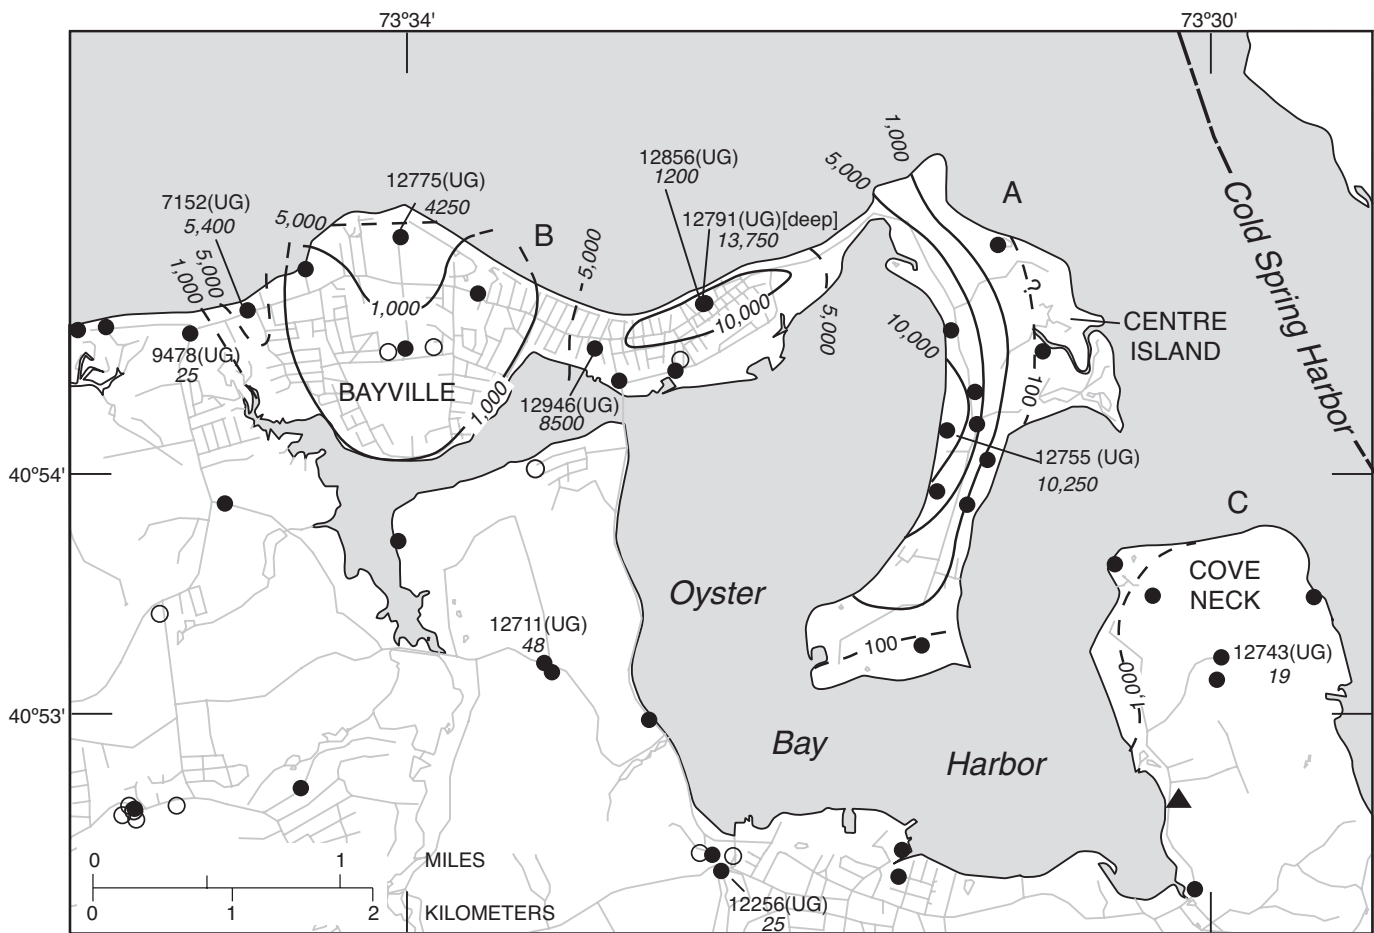 73°34'
73°30'
1,000
5,000
A
12856(UG)
1200
12775(UG)
4250
7152(UG)
5,400
5,000
12791(UG)[deep]
13,750
B
5,000
5,000
1,000
Cold Spring Harbor
?
1,000
10,000
5,000
10,000
CENTRE
ISLAND
9478(UG)
25
BAYVILLE
1,000
100
12946(UG)
8500
12755 (UG)
10,250
40°54'
C
COVE
NECK
Oyster
12711(UG)
48
100
12743(UG)
19
1,000
40°53'
Bay
Harbor
0
1
MILES
0
1
2
KILOMETERS
12256(UG)
25